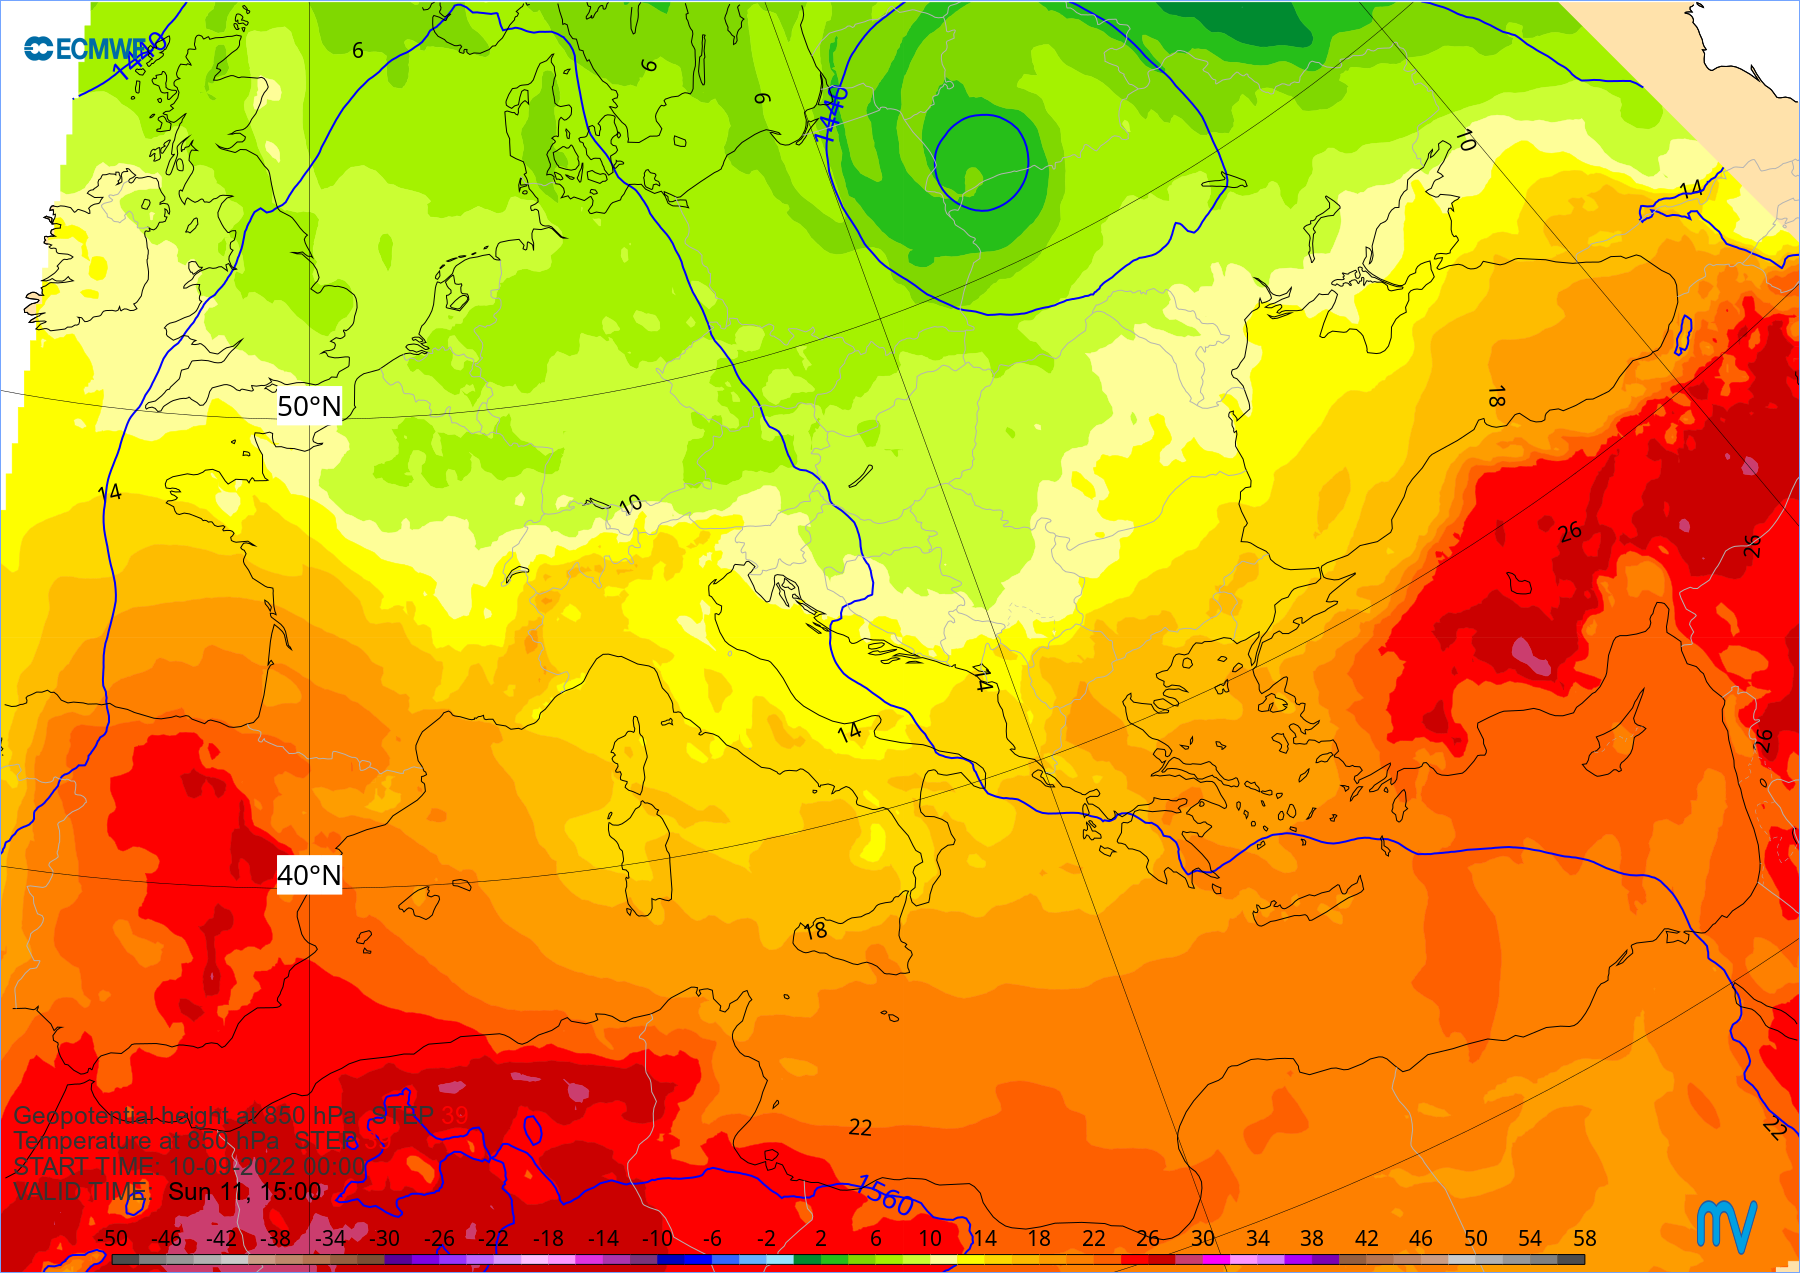 ECMWF
1440
6
6
6
1440
10
14
50°N
18
14
10
26
26
14
14
26
40°N
18
Geopotential height at 850 hPa STEP 39
Temperature at 850 hPa STEP
START TIME: 10-09-2022 00:00
VALID TIME: Sun 11, 15:00
22
22
1560
-50 -46 -42 -38 -34 -30 -26 -22 -18 -14 -10 -6 -2 2 6 10 14 18 22 26 30 34 38 42 46 50 54 58